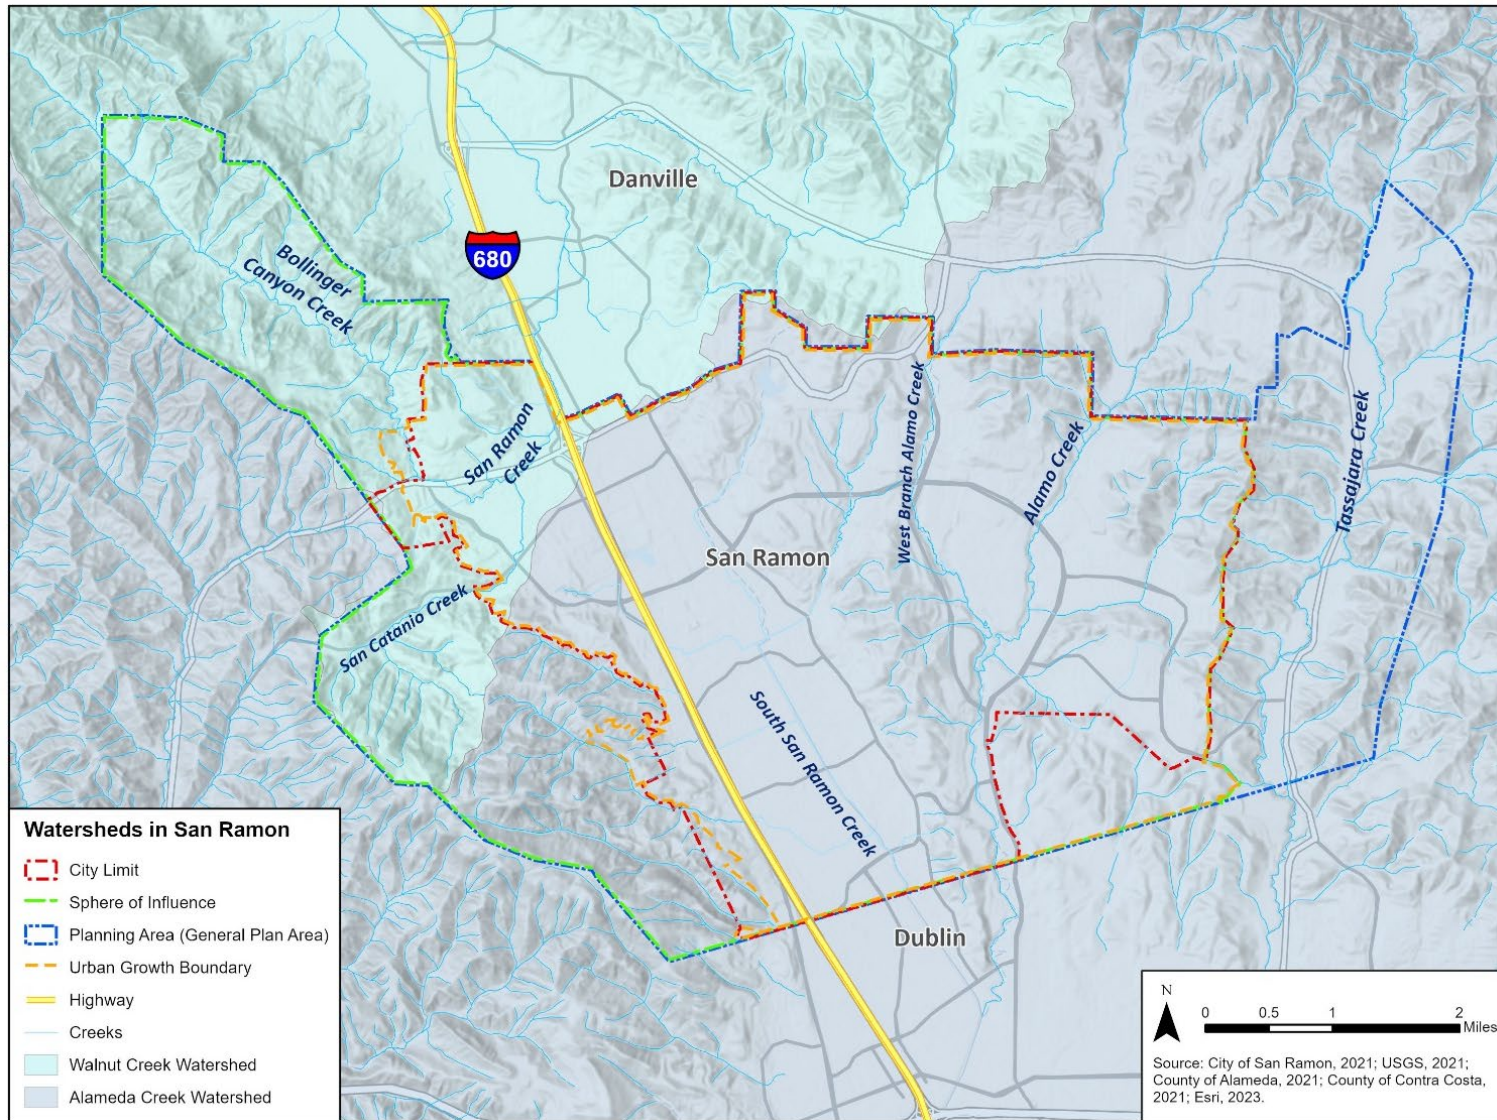 Danville
680
Bollinger
Canyon Creek
San Ramon
Creek
West Branch Alamo Creek
Alamo Creek
Tassajara Creek
San Ramon
San Catanio Creek
South San Ramon Creek
Dublin
Watersheds in San Ramon
City Limit
Sphere of Influence
Planning Area (General Plan Area)
Urban Growth Boundary
Highway
Creeks
Walnut Creek Watershed
Alameda Creek Watershed
N
0 0.5 1 2
Miles
Source: City of San Ramon, 2021; USGS, 2021;
County of Alameda, 2021; County of Contra Costa,
2021; Esri, 2023.